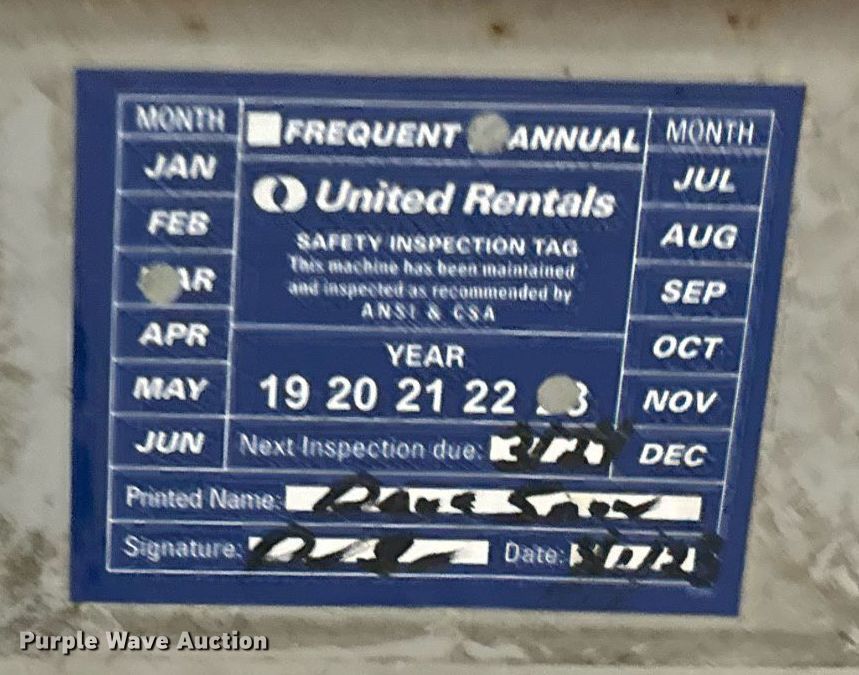 MONTH
FREQUENT ANNUAL
MONTH
JAN
FEB
APR
MAY
JUN
United Rentals
SAFETY INSPECTION TAG
This machine has been maintained
and inspected as recommended by
ANSI & CSA
YEAR
19 20 21 22
Next Inspection due:
JUL
AUG
SEP
OCT
NOV
DEC
Printed Name:
Signature:
Date:
Purple Wave Auction